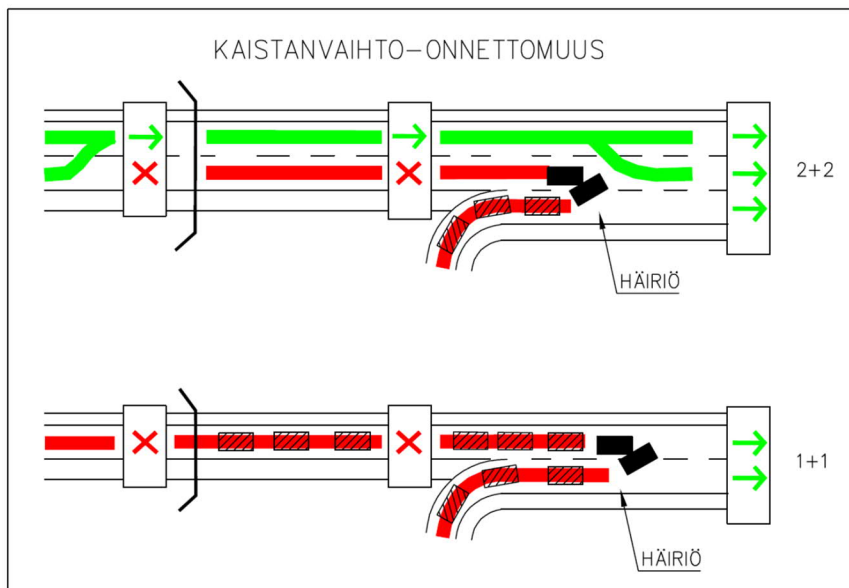 KAISTANVAIHTO-ONNETTOMUUS
2+2
HÄIRIÖ
1+1
HÄIRIÖ